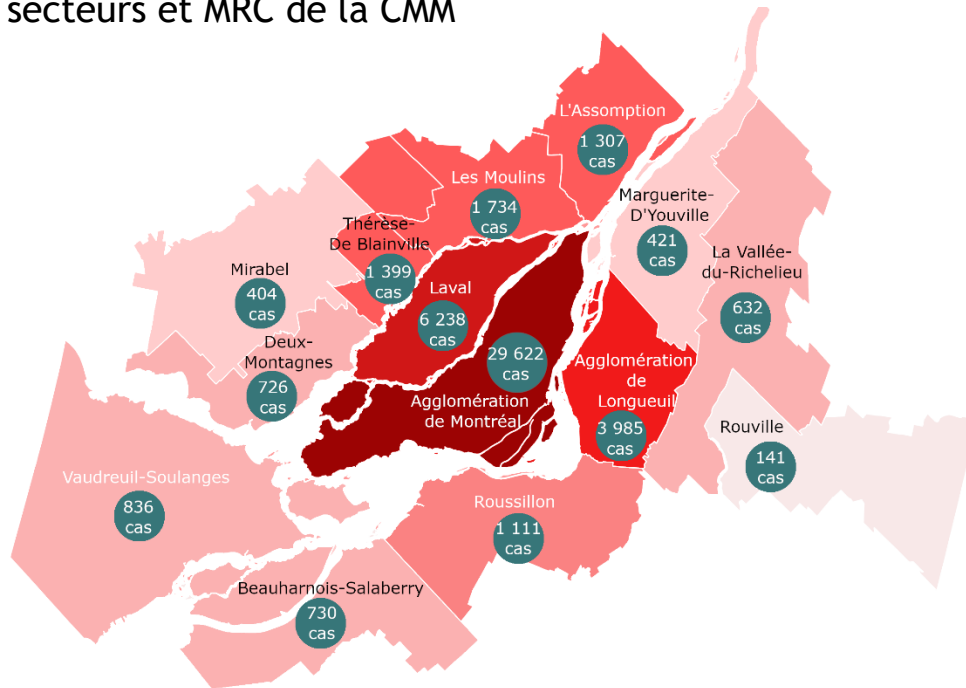 secteurs et MRC de la CMM
L'Assomption
1 307
cas
Les Moulins
1 734
cas
Marguerite-
D'Youville
421
cas
Thérèse-
De Blainville
1 399
cas
La Vallée-
du-Richelieu
632
cas
Mirabel
404
cas
Laval
6 238
cas
Deux-
Montagnes
726
cas
29 622
cas
Agglomération
de Montréal
Agglomération
de
Longueuil
3 985
cas
Rouville
141
cas
Vaudreuil-Soulanges
836
cas
Roussillon
1 111
cas
Beauharnois-Salaberry
730
cas